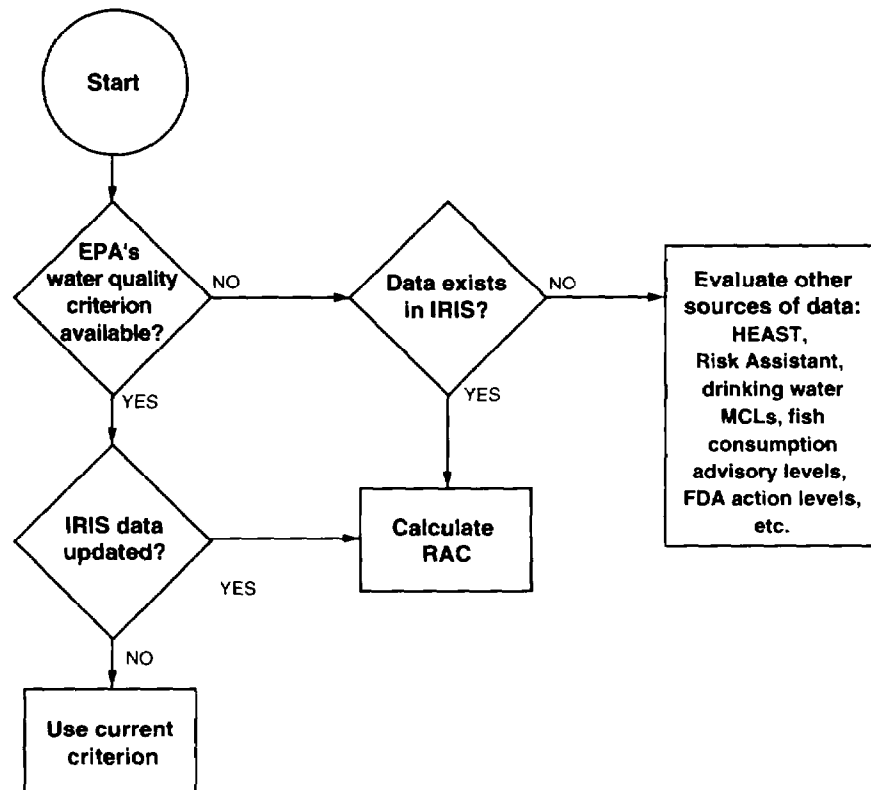 Start
EPA's
water quality
criterion
available?
NO
Data exists
in IRIS?
NO
Evaluate other
sources of data:
HEAST,
Risk Assistant,
drinking water
MCLs, fish
consumption
advisory levels,
FDA action levels,
etc.
YES
YES
IRIS data
updated?
YES
Calculate
RAC
NO
Use current
criterion